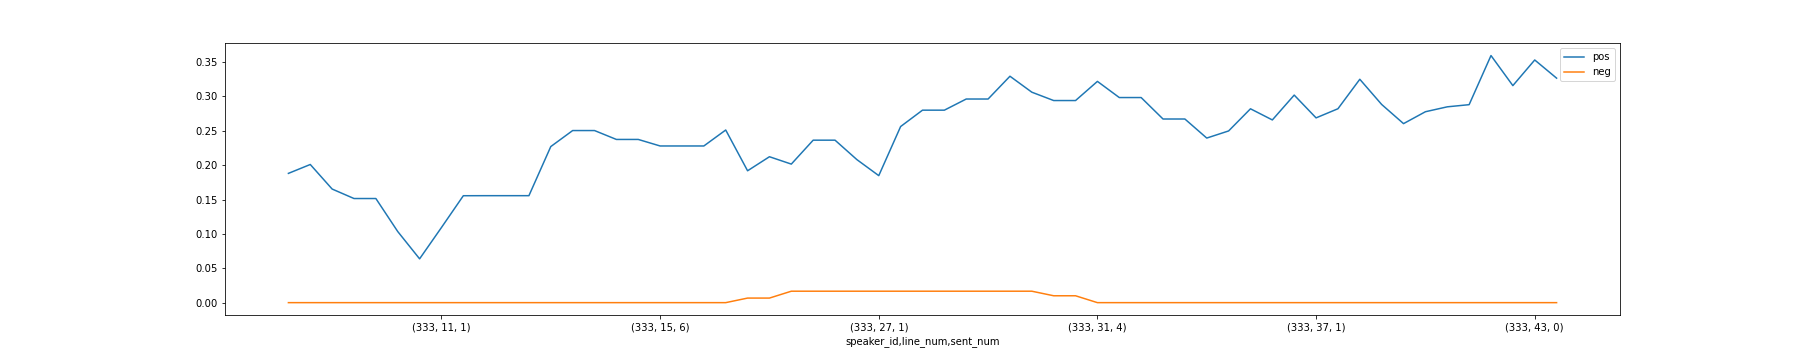 0.35
0.30
0.25
0.20
0.15
0.10
0.05
0.00
pos
neg
(333, 11, 1) (333, 15, 6) (333, 27, 1) (333, 31, 4) (333, 37, 1) (333, 43, 0)
speaker_id,line_num,sent_num